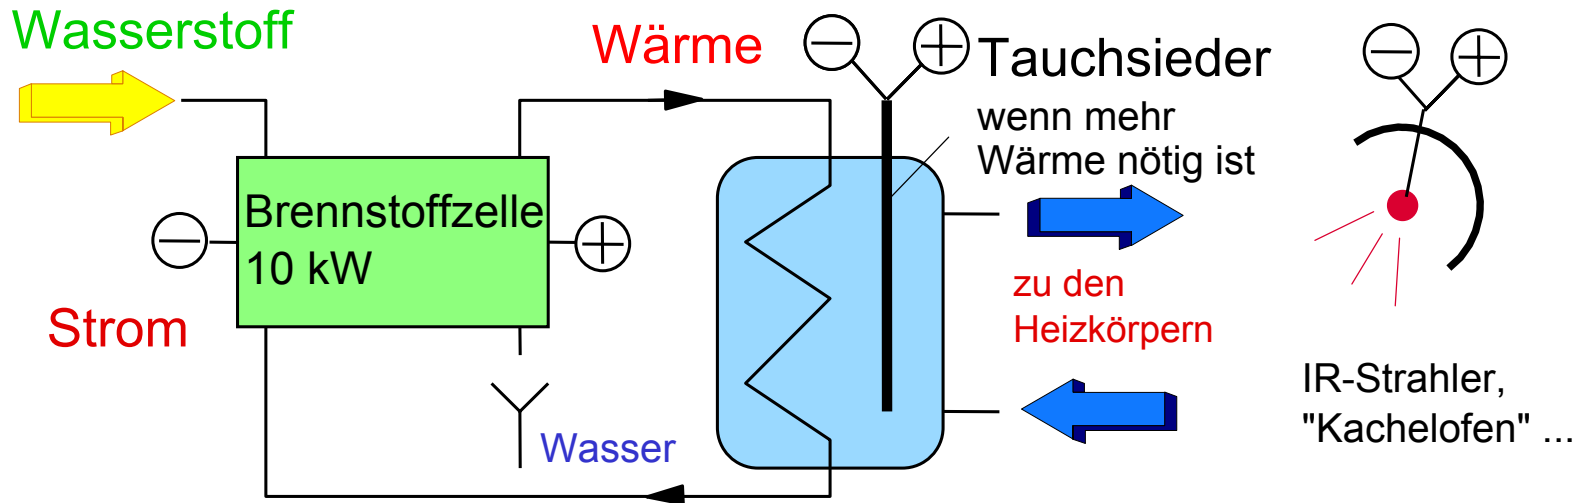 Wasserstoff
Wärme
Tauchsieder
wenn mehr
Wärme nötig ist
Brennstoffzelle
10 kW
Strom
Wasser
zu den
Heizkörpern
IR-Strahler,
"Kachelofen" ...